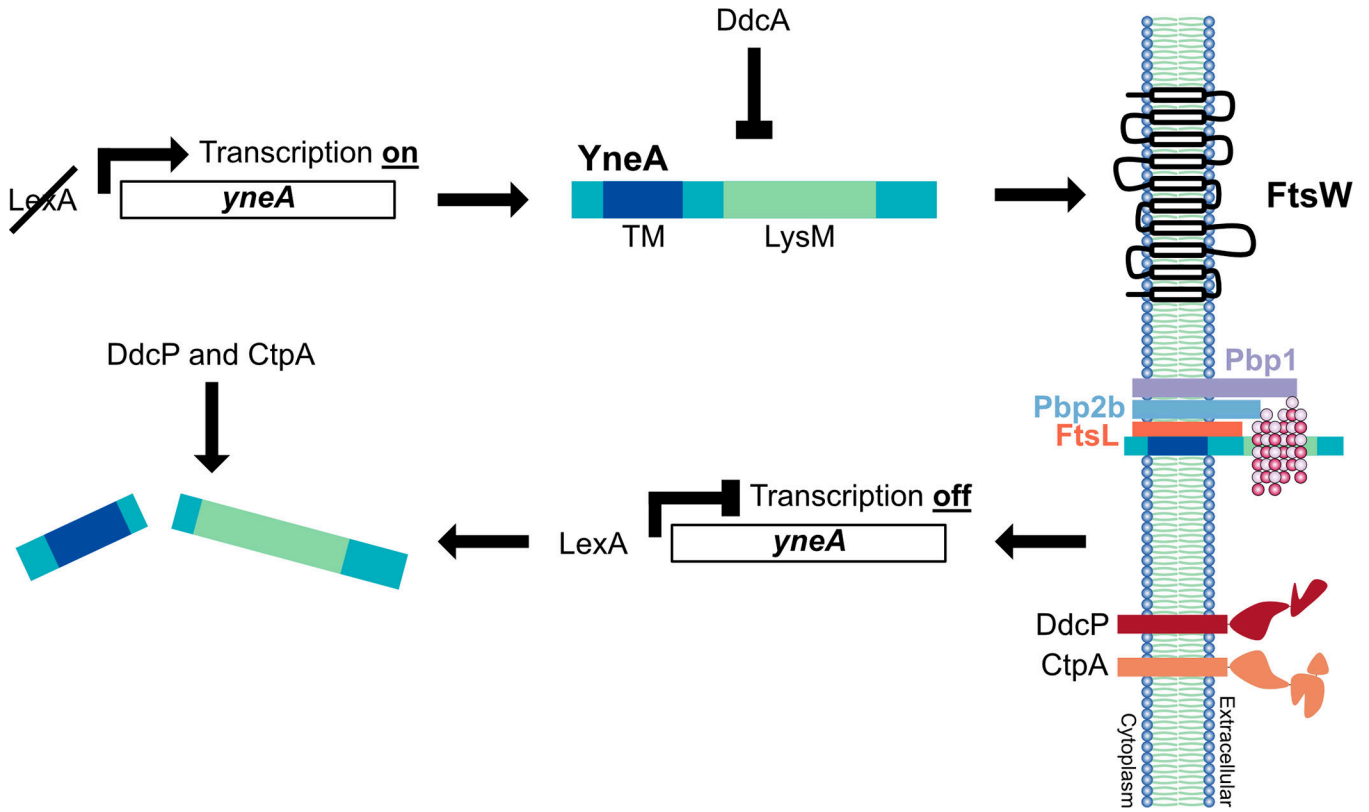 DdcA
LexA
Transcription on
yneA
YneA
TM
LysM
FtsW
DdcP and CtpA
Pbp1
Pbp2b
FtsL
LexA
Transcription off
yneA
DdcP
CtpA
Cytoplasm
Extracellular